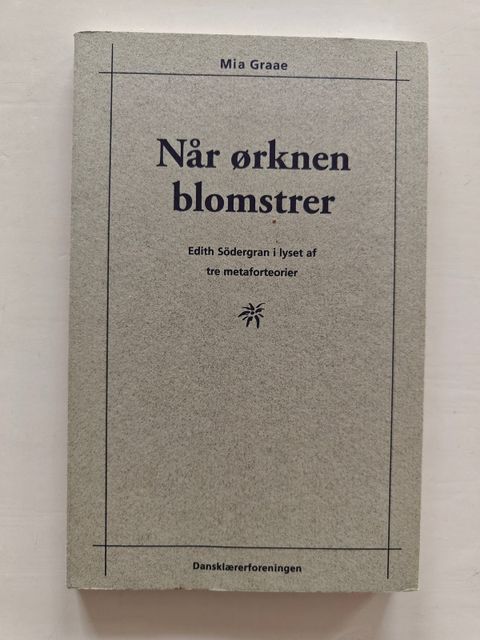 Mia Graae
Når ørknen
blomstrer
Edith Södergran i lyset af
tre metaforteorier
Dansklærerforeningen